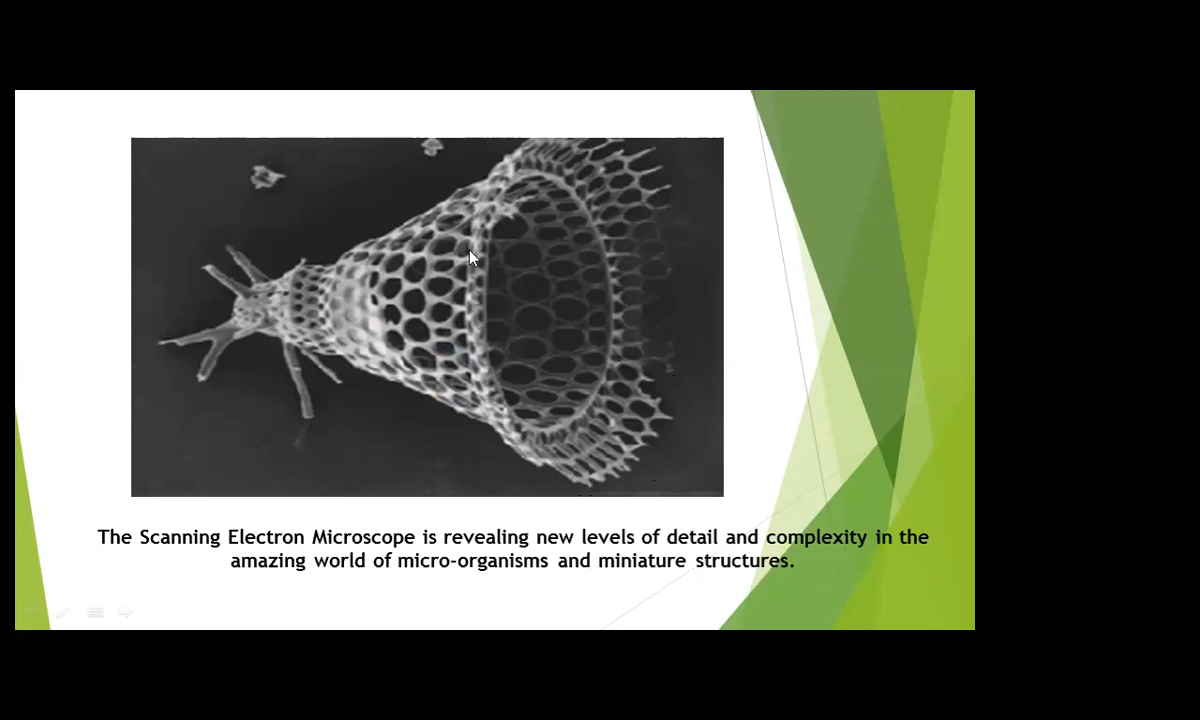 The Scanning Electron Microscope is revealing new levels of detail and complexity in the
amazing world of micro-organisms and miniature structures.